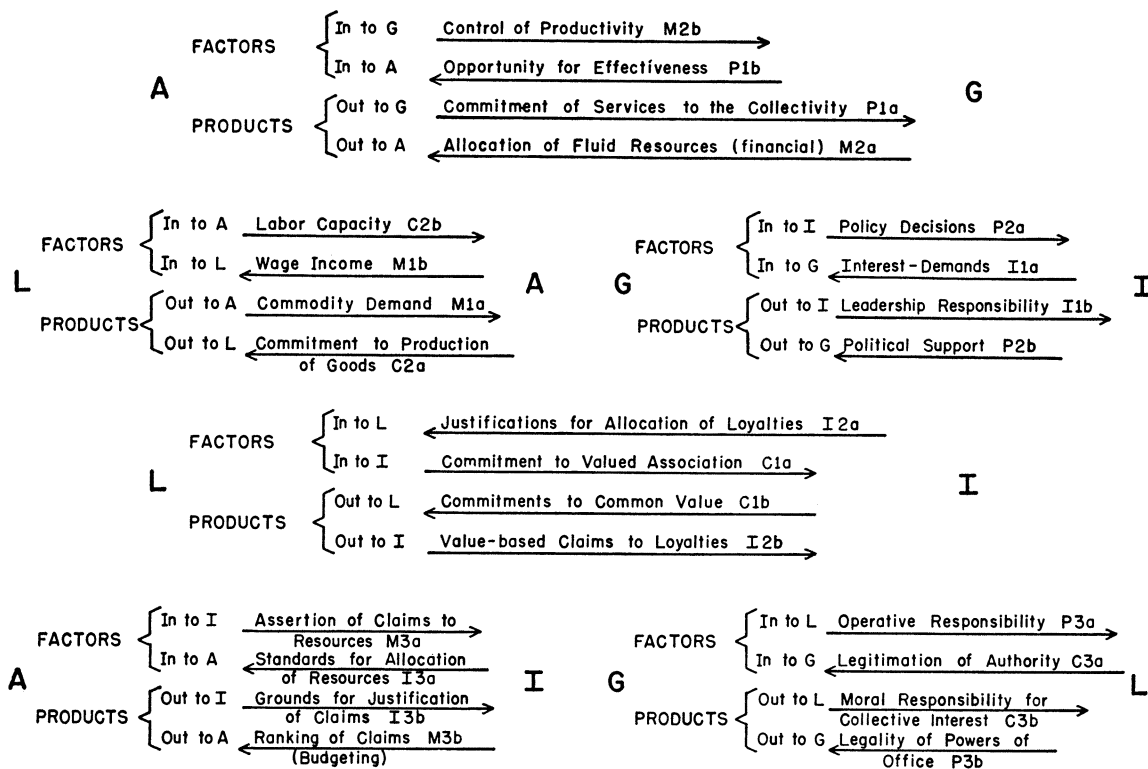 In to G Control of Productivity M2b
FACTORS
In to A Opportunity for Effectiveness P1b
A G
Out to G Commitment of Services to the Collectivity P1a
PRODUCTS
Out to A Allocation of Fluid Resources (financial) M2a
In to A Labor Capacity C2b
FACTORS
In to L Wage Income M1b
L A
Out to A Commodity Demand M1a
PRODUCTS
Out to L Commitment to Production
of Goods C2a
In to I Policy Decisions P2a
FACTORS
In to G Interest-Demands I1a
G I
Out to I Leadership Responsibility I1b
PRODUCTS
Out to G Political Support P2b
In to L Justifications for Allocation of Loyalties I2a
FACTORS
In to I Commitment to Valued Association C1a
L I
Out to L Commitments to Common Value C1b
PRODUCTS
Out to I Value-based Claims to Loyalties I2b
In to I Assertion of Claims to
FACTORS Resources M3a
In to A Standards for Allocation
of Resources I3a
A I
Out to I Grounds for Justification
PRODUCTS of Claims I3b
Out to A Ranking of Claims M3b
(Budgeting)
In to L Operative Responsibility P3a
FACTORS
In to G Legitimation of Authority C3a
G L
Out to L Moral Responsibility for
PRODUCTS Collective Interest C3b
Out to G Legality of Powers of
Office P3b